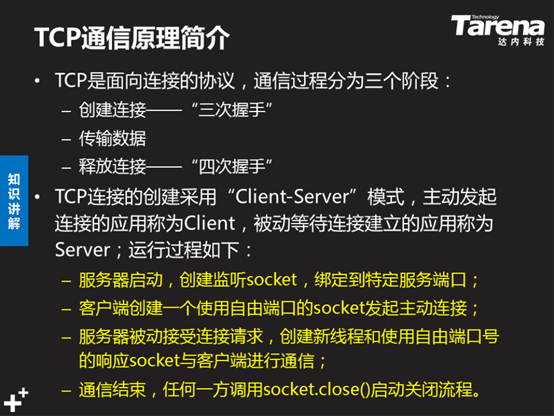 TCP通信原理简介
Technology
Tarena
达内科技
• TCP是面向连接的协议，通信过程分为三个阶段：
– 创建连接——“三次握手”
– 传输数据
– 释放连接——“四次握手”
知识讲解
• TCP连接的创建采用“Client-Server”模式，主动发起
连接的应用称为Client，被动等待连接建立的应用称为
Server；运行过程如下：
– 服务器启动，创建监听socket，绑定到特定服务端口；
– 客户端创建一个使用自由端口的socket发起主动连接；
– 服务器被动接受连接请求，创建新线程和使用自由端口号
的响应socket与客户端进行通信；
– 通信结束，任何一方调用socket.close()启动关闭流程。